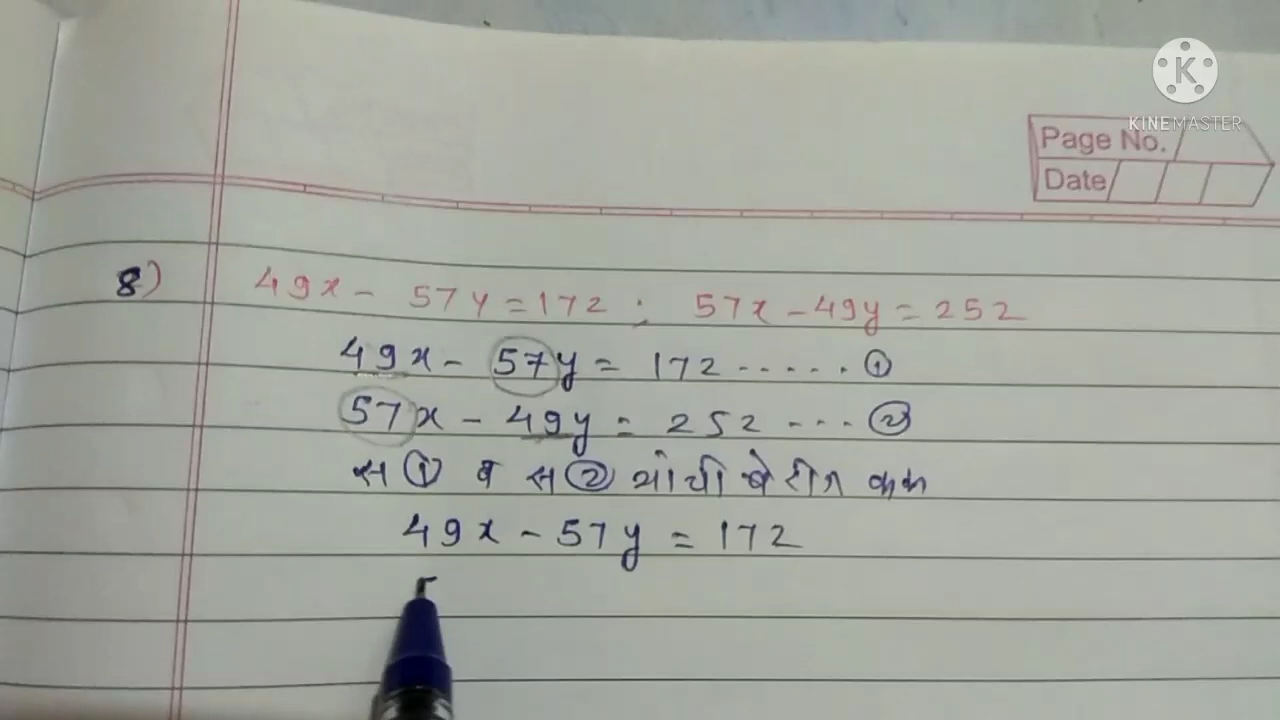 KINEMASTER
Page No.
Date
8) 49x - 57y = 172 ; 57x - 49y = 252
49x - 57y = 172 ..... ①
57x - 49y = 252 ... ②
स ① व स ② यांची बेरीज करून
49x - 57y = 172